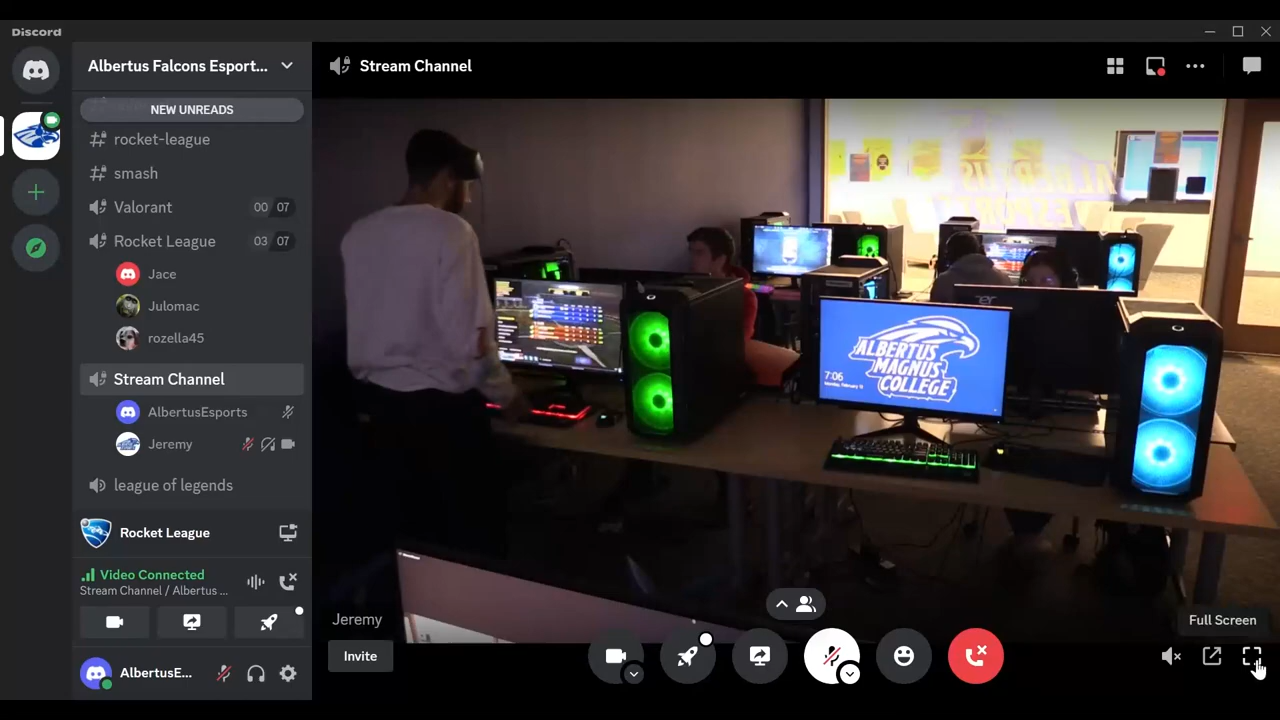 Discord
Albertus Falcons Esport...
NEW UNREADS
rocket-league
smash
Valorant
00 07
Rocket League
03 07
Jace
Julomac
rozella45
Stream Channel
AlbertusEsports
Jeremy
league of legends
Rocket League
Video Connected
Stream Channel / Albertus ...
AlbertusE...
Stream Channel
ALBERTUS
MAGNUS
COLLEGE
7:06
Jeremy
Invite
Full Screen